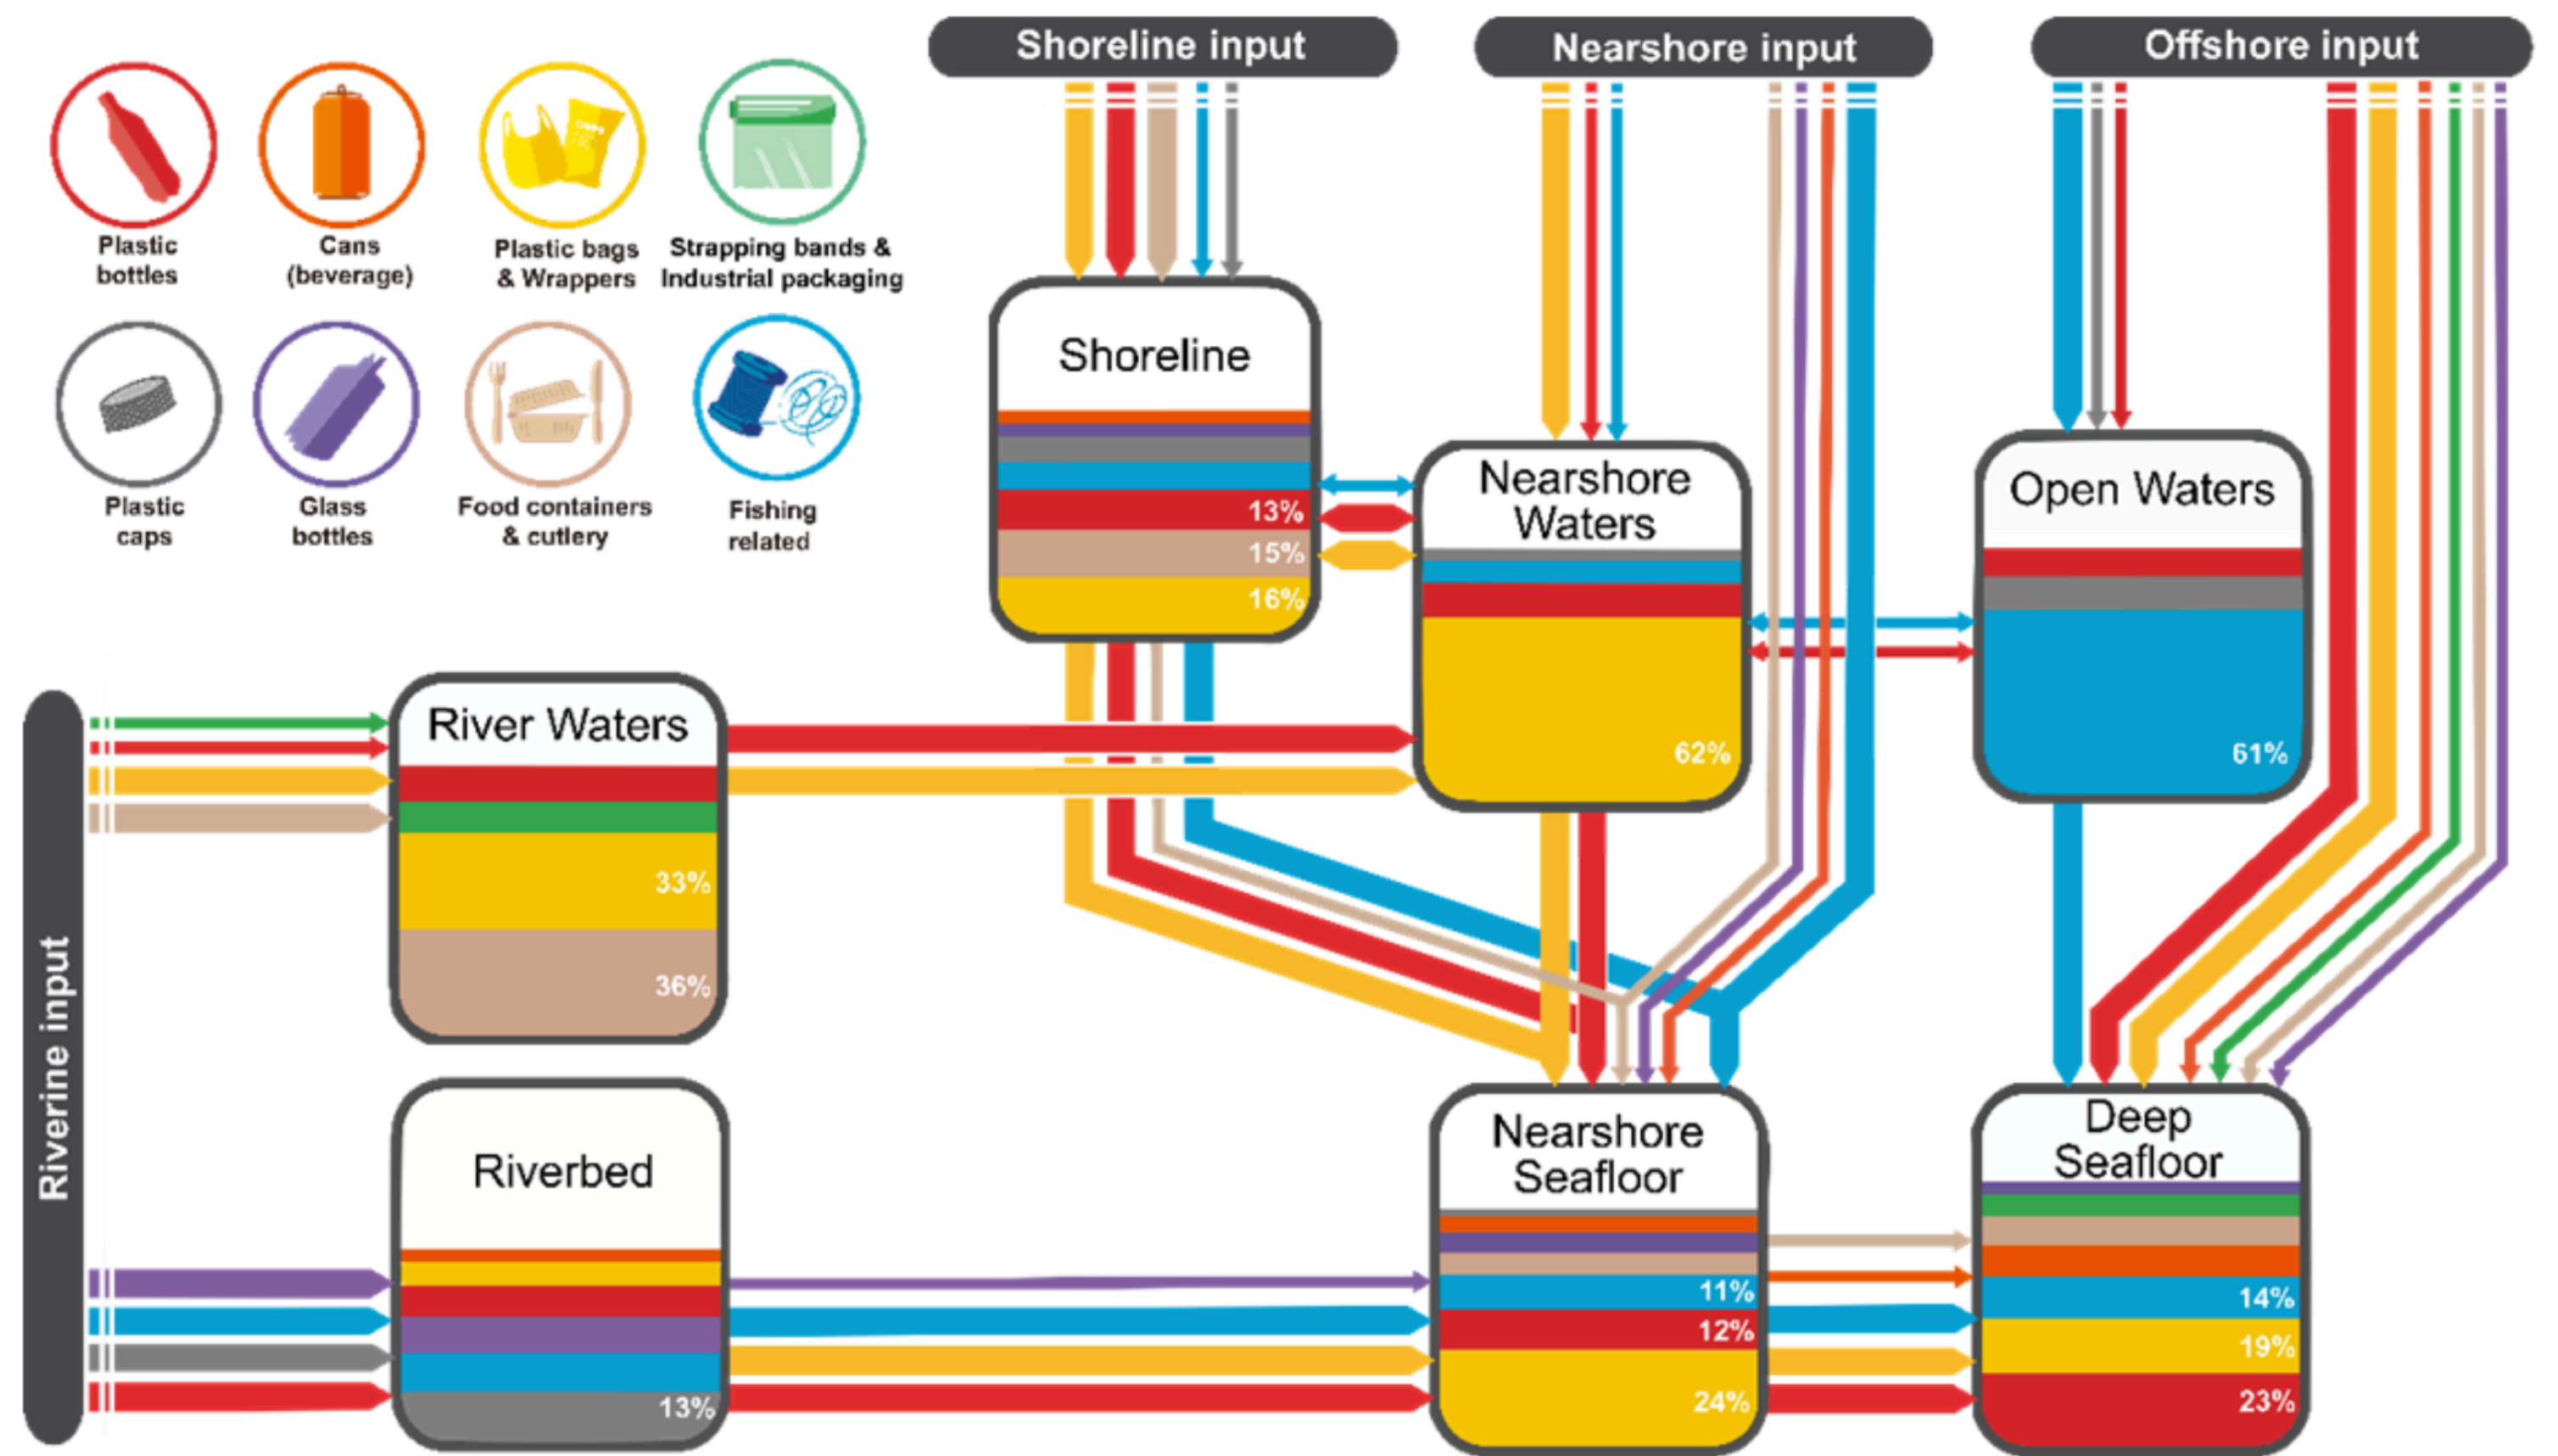 Shoreline input
Nearshore input
Offshore input
Plastic
bottles
Cans
(beverage)
Plastic bags
& Wrappers
Strapping bands &
Industrial packaging
Plastic
caps
Glass
bottles
Food containers
& cutlery
Fishing
related
Shoreline
13%
15%
16%
Nearshore
Waters
62%
Open Waters
61%
Riverine input
River Waters
33%
36%
Riverbed
13%
Nearshore
Seafloor
11%
12%
24%
Deep
Seafloor
14%
19%
23%